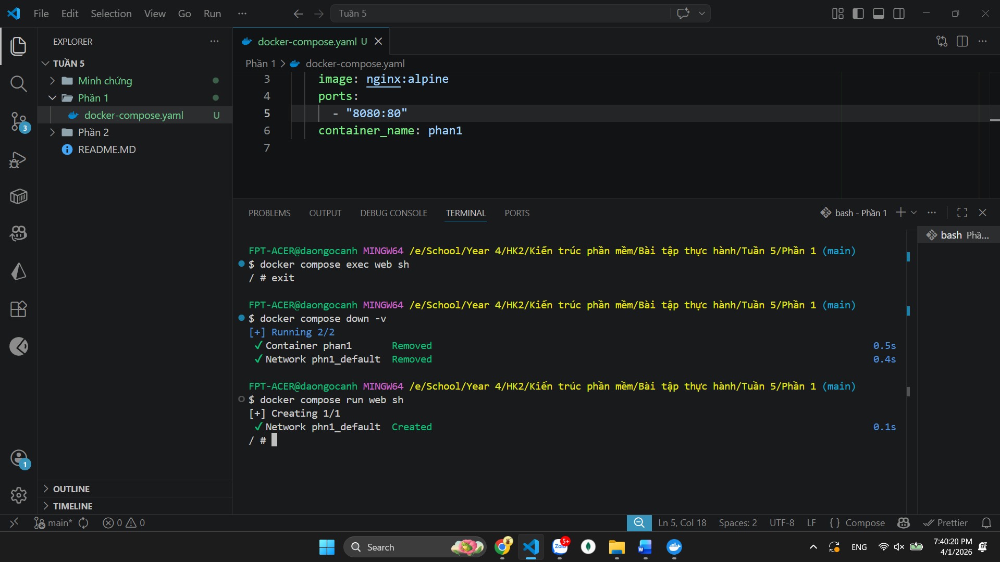 File Edit Selection View Go Run ···
Tuần 5
EXPLORER ···
TUẦN 5
Minh chứng
Phần 1
docker-compose.yaml U
Phần 2
README.MD
OUTLINE
TIMELINE
3
1
docker-compose.yaml U
Phần 1 > docker-compose.yaml
3 image: nginx:alpine
4 ports:
5 - "8080:80"
6 container_name: phan1
7
PROBLEMS OUTPUT DEBUG CONSOLE TERMINAL PORTS
bash - Phần 1
bash Phầ...
FPT-ACER@daongocanh MINGW64 /e/School/Year 4/HK2/Kiến trúc phần mềm/Bài tập thực hành/Tuần 5/Phần 1 (main)
$ docker compose exec web sh
/ # exit
FPT-ACER@daongocanh MINGW64 /e/School/Year 4/HK2/Kiến trúc phần mềm/Bài tập thực hành/Tuần 5/Phần 1 (main)
$ docker compose down -v
[+] Running 2/2
✓ Container phan1 Removed 0.5s
✓ Network phn1_default Removed 0.4s
FPT-ACER@daongocanh MINGW64 /e/School/Year 4/HK2/Kiến trúc phần mềm/Bài tập thực hành/Tuần 5/Phần 1 (main)
$ docker compose run web sh
[+] Creating 1/1
✓ Network phn1_default Created 0.1s
/ #
main* 0 0
Ln 5, Col 18 Spaces: 2 UTF-8 LF { } Compose Prettier
Search
Zalo 5+
W
ENG
7:40:20 PM
4/1/2026